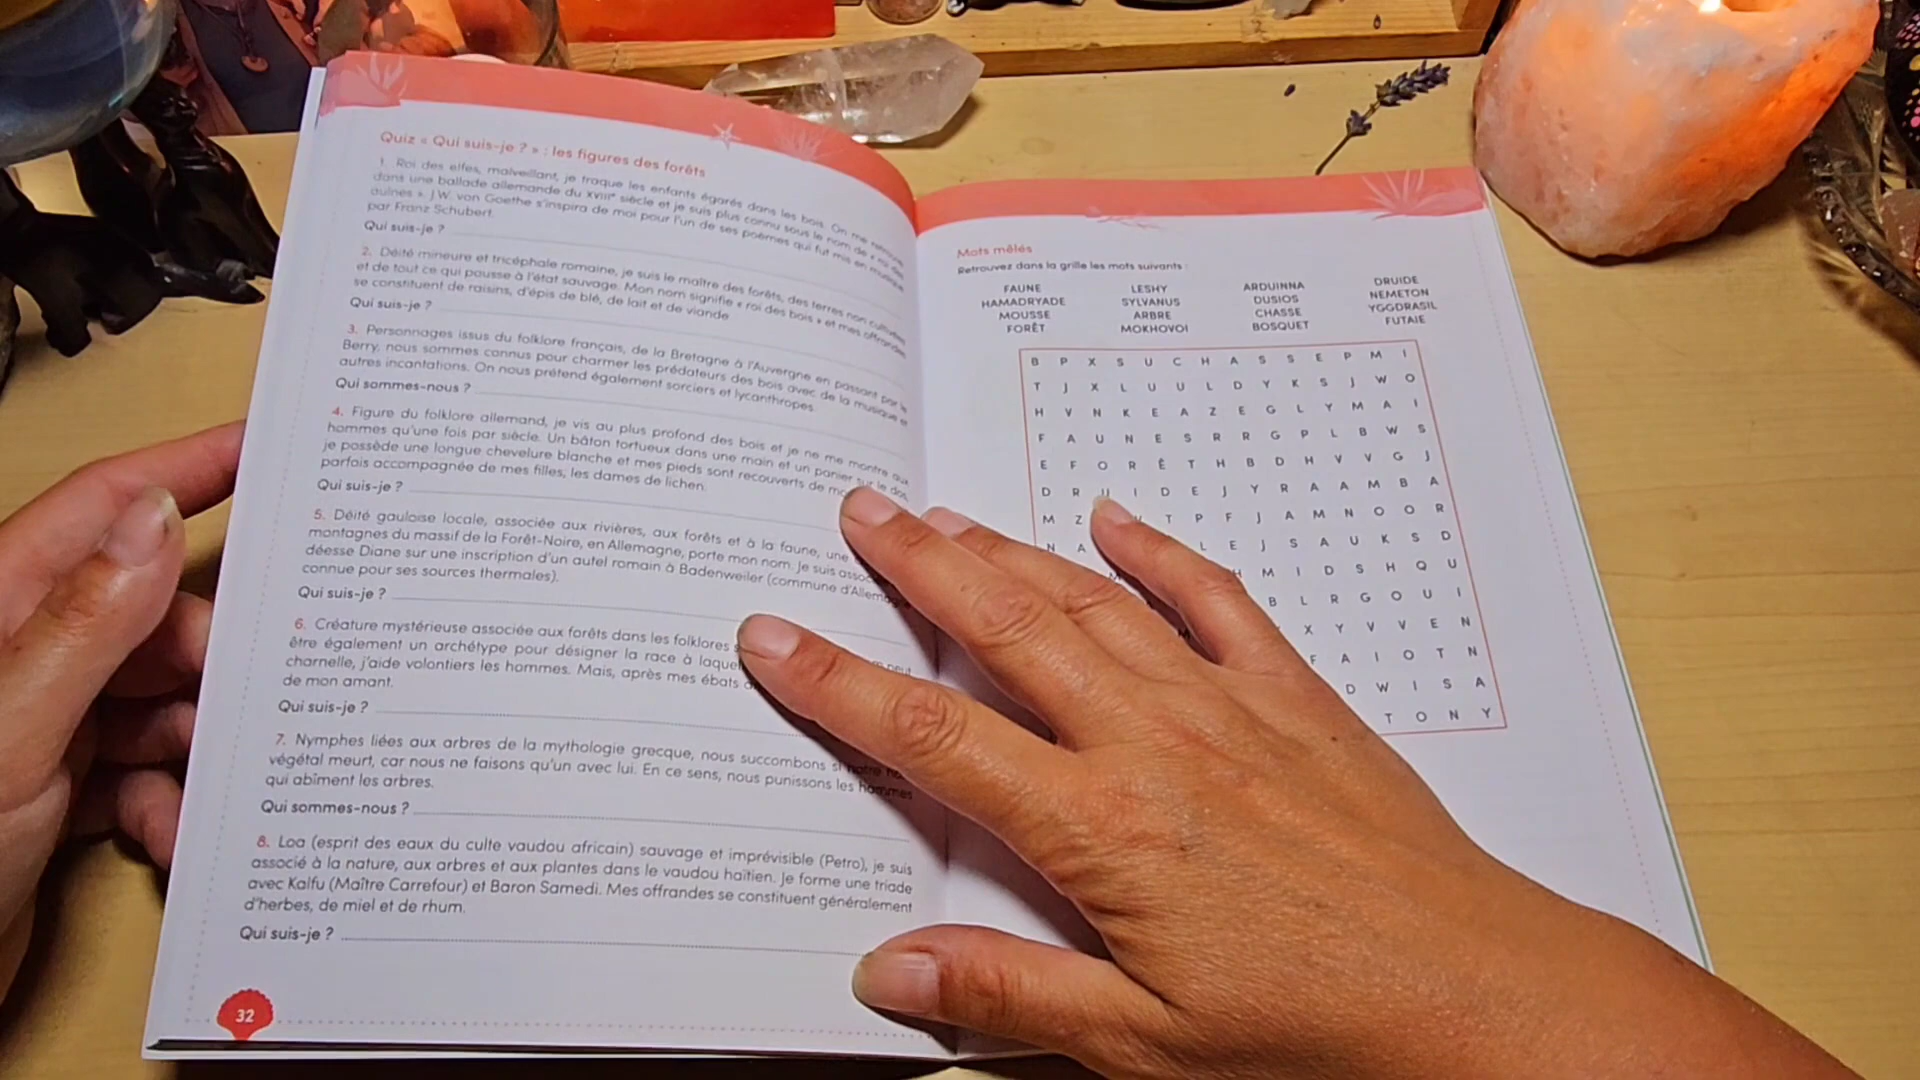 Quiz « Qui suis-je ? » : les figures des forêts
1. Roi des elfes, malveillant, je traque les enfants égarés dans les bois. On me retrouve
dans une ballade allemande du XVIIIe siècle et je suis plus connu sous le nom de « roi des
aulnes ». J.W. von Goethe s'inspira de moi pour l'un de ses poèmes qui fut mis en musique
par Franz Schubert.
Qui suis-je ?
2. Déité mineure et tricéphale romaine, je suis le maître des forêts, des terres non cultivées
et de tout ce qui pousse à l'état sauvage. Mon nom signifie « roi des bois » et mes offrandes
se constituent de raisins, d'épis de blé, de lait et de viande.
Qui suis-je ?
3. Personnages issus du folklore français, de la Bretagne à l'Auvergne en passant par le
Berry, nous sommes connus pour charmer les prédateurs des bois avec de la musique et
autres incantations. On nous prétend également sorciers et lycanthropes.
Qui sommes-nous ?
4. Figure du folklore allemand, je vis au plus profond des bois et je ne me montre aux
hommes qu'une fois par siècle. Un bâton tortueux dans une main et un panier sur le dos,
je possède une longue chevelure blanche et mes pieds sont recouverts de
parfois accompagnée de mes filles, les dames de lichen.
Qui suis-je ?
5. Déité gauloise locale, associée aux rivières, aux forêts et à la faune, une
montagnes du massif de la Forêt-Noire, en Allemagne, porte mon nom. Je suis
déesse Diane sur une inscription d'un autel romain à Badenweiler (commune d'Allemagne
connue pour ses sources thermales).
Qui suis-je ?
6. Créature mystérieuse associée aux forêts dans les folklores
être également un archétype pour désigner la race à
charnelle, j'aide volontiers les hommes. Mais, après mes ébats
de mon amant.
Qui suis-je ?
7. Nymphes liées aux arbres de la mythologie grecque, nous succombons si notre
végétal meurt, car nous ne faisons qu'un avec lui. En ce sens, nous punissons les hommes
qui abîment les arbres.
Qui sommes-nous ?
8. Loa (esprit des eaux du culte vaudou africain) sauvage et imprévisible (Petro), je suis
associé à la nature, aux arbres et aux plantes dans le vaudou haïtien. Je forme une triade
avec Kalfu (Maître Carrefour) et Baron Samedi. Mes offrandes se constituent généralement
d'herbes, de miel et de rhum.
Qui suis-je ?
32
Mots mêlés
Retrouvez dans la grille les mots suivants :
FAUNE LESHY ARDUINNA DRUIDE
HAMADRYADE SYLVANUS DUSIOS NEMETON
MOUSSE ARBRE CHASSE YGGDRASIL
FORÊT MOKHOVOI BOSQUET FUTAIE
B P X S U C H A S S E P M I
T J X L U U L D Y K S J W O
H V N K E A Z E G L Y M A I
F A U N E S R R G P L B W S
E F O R Ê T H B D H V V G J
D R U I D E J Y R A A M B A
M Z T P F J A M N O O R
N A L E J S A U K S D
H M I D S H Q U
B L R G O U I
X Y V V E N
F A I O T N
D W I S A
T O N Y